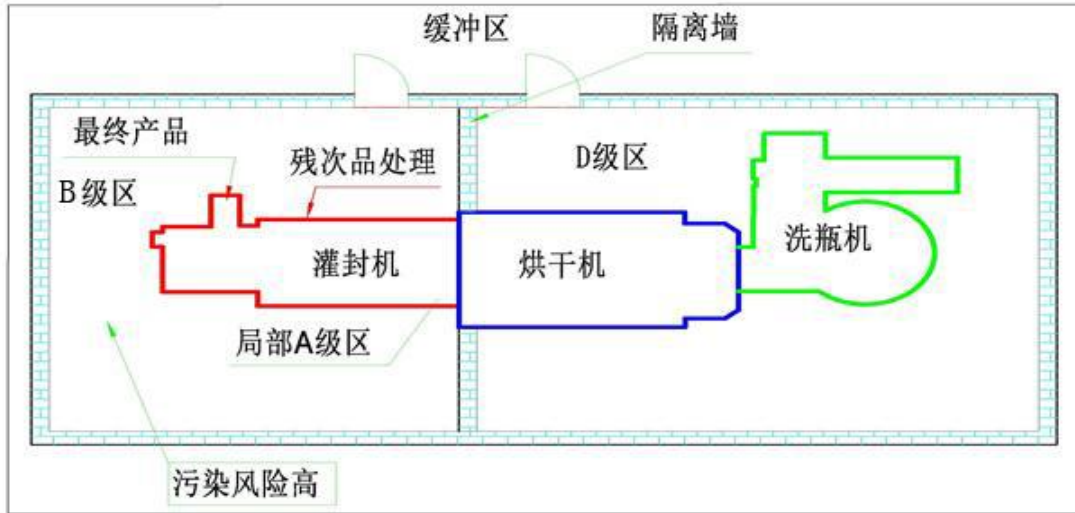 缓冲区
隔离墙
最终产品
残次品处理
D级区
B级区
洗瓶机
灌封机
烘干机
局部A级区
污染风险高